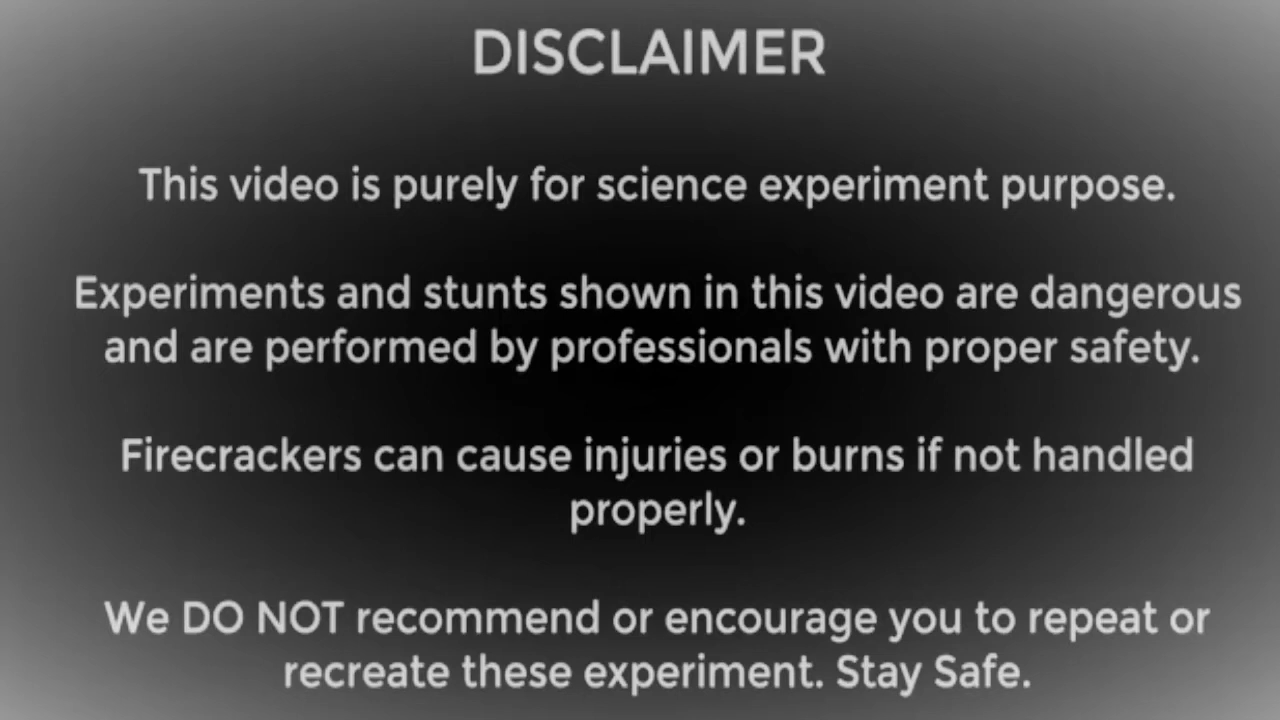 DISCLAIMER
This video is purely for science experiment purpose.
Experiments and stunts shown in this video are dangerous
and are performed by professionals with proper safety.
Firecrackers can cause injuries or burns if not handled
properly.
We DO NOT recommend or encourage you to repeat or
recreate these experiment. Stay Safe.